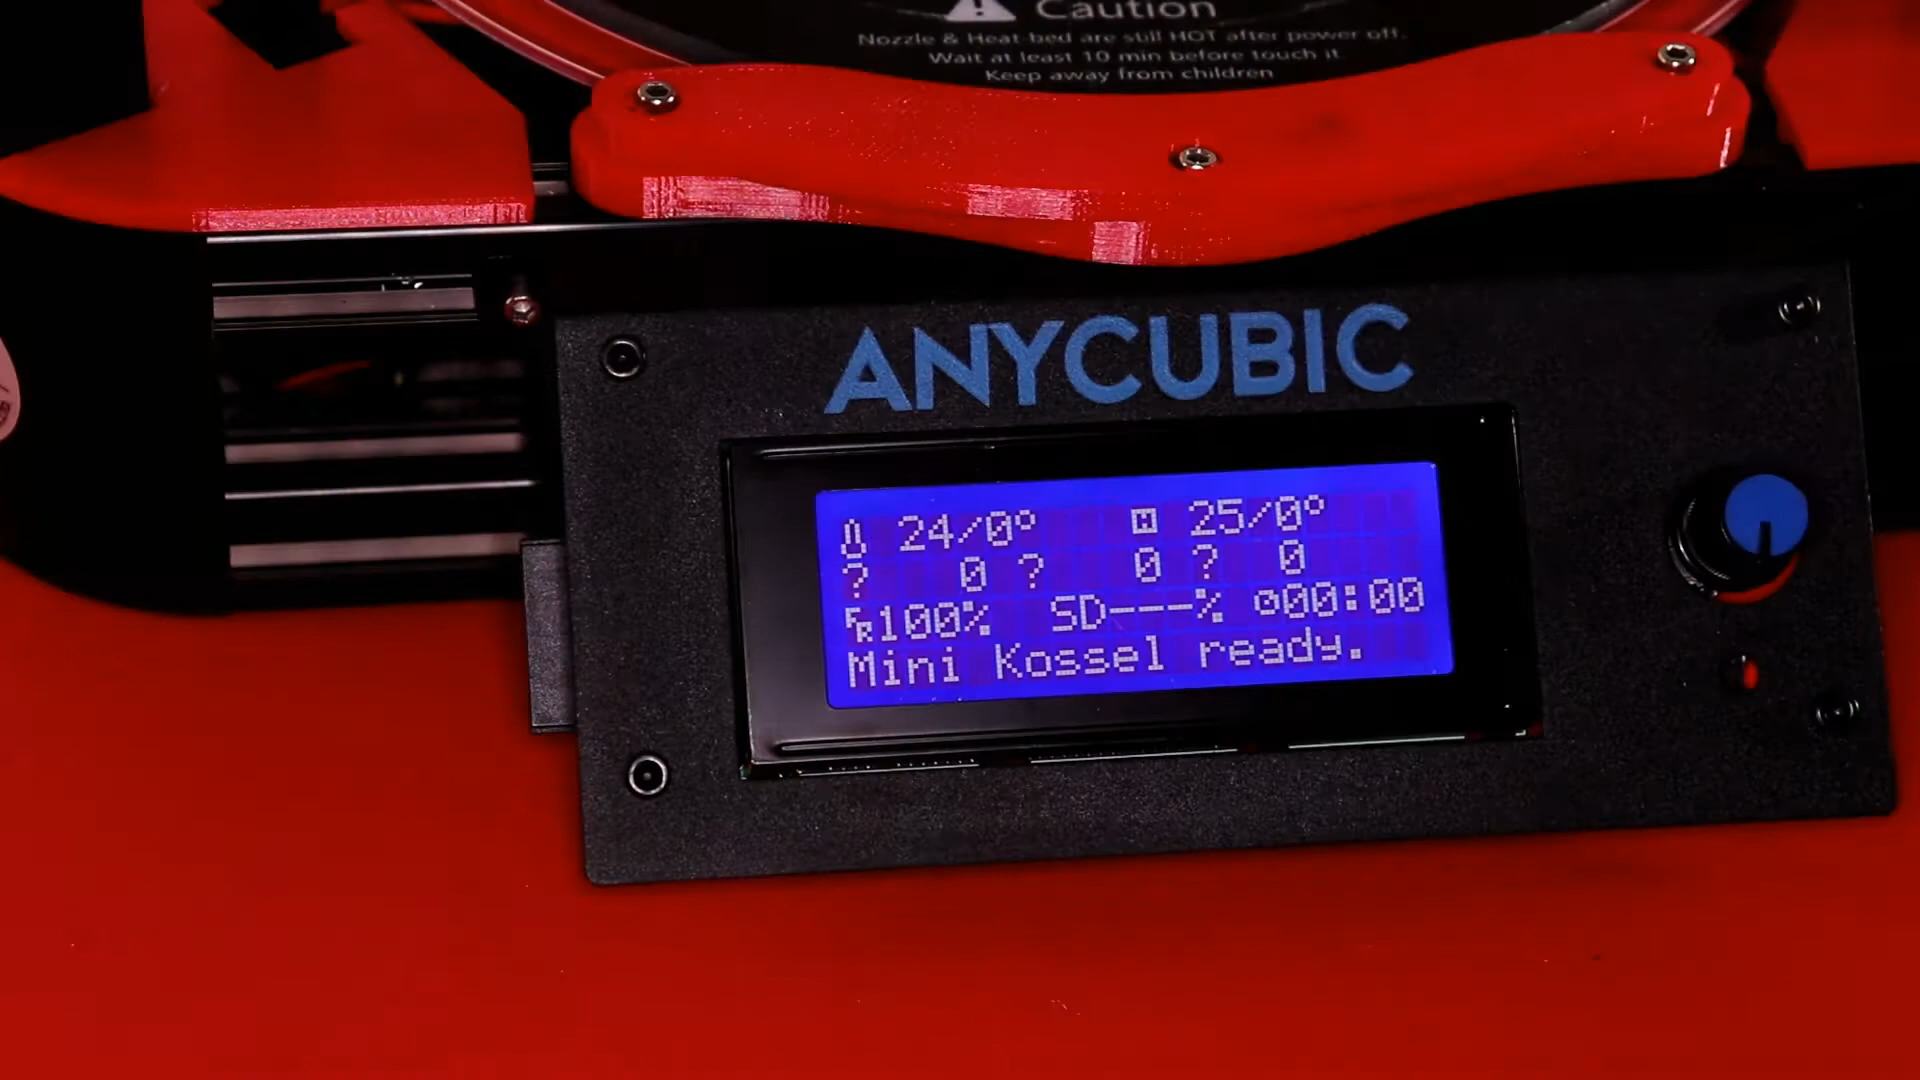 Caution
Nozzle & Heat-bed are still HOT after power off.
Wait at least 10 min before touch it.
Keep away from children
ANYCUBIC
24/0° 25/0°
? 0 ? 0 ? 0
FR100% SD---% 00:00
Mini Kossel ready.